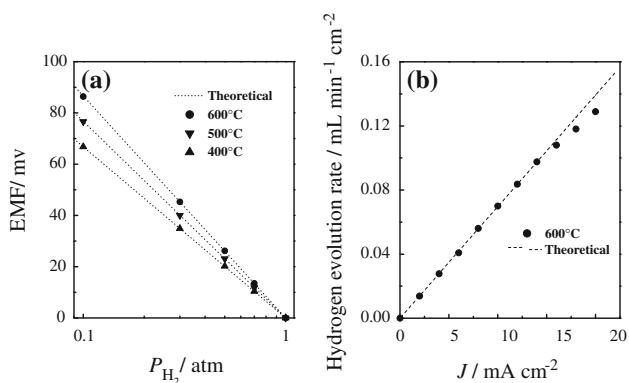 (a)
Theoretical
600°C
500°C
400°C
100
80
60
40
20
0
EMF/ mv
0.1
1
P_H₂ / atm
(b)
0.16
0.12
0.08
0.04
0.00
Hydrogen evolution rate / mL min⁻¹ cm⁻²
600°C
Theoretical
0
5
10
15
20
J / mA cm⁻²